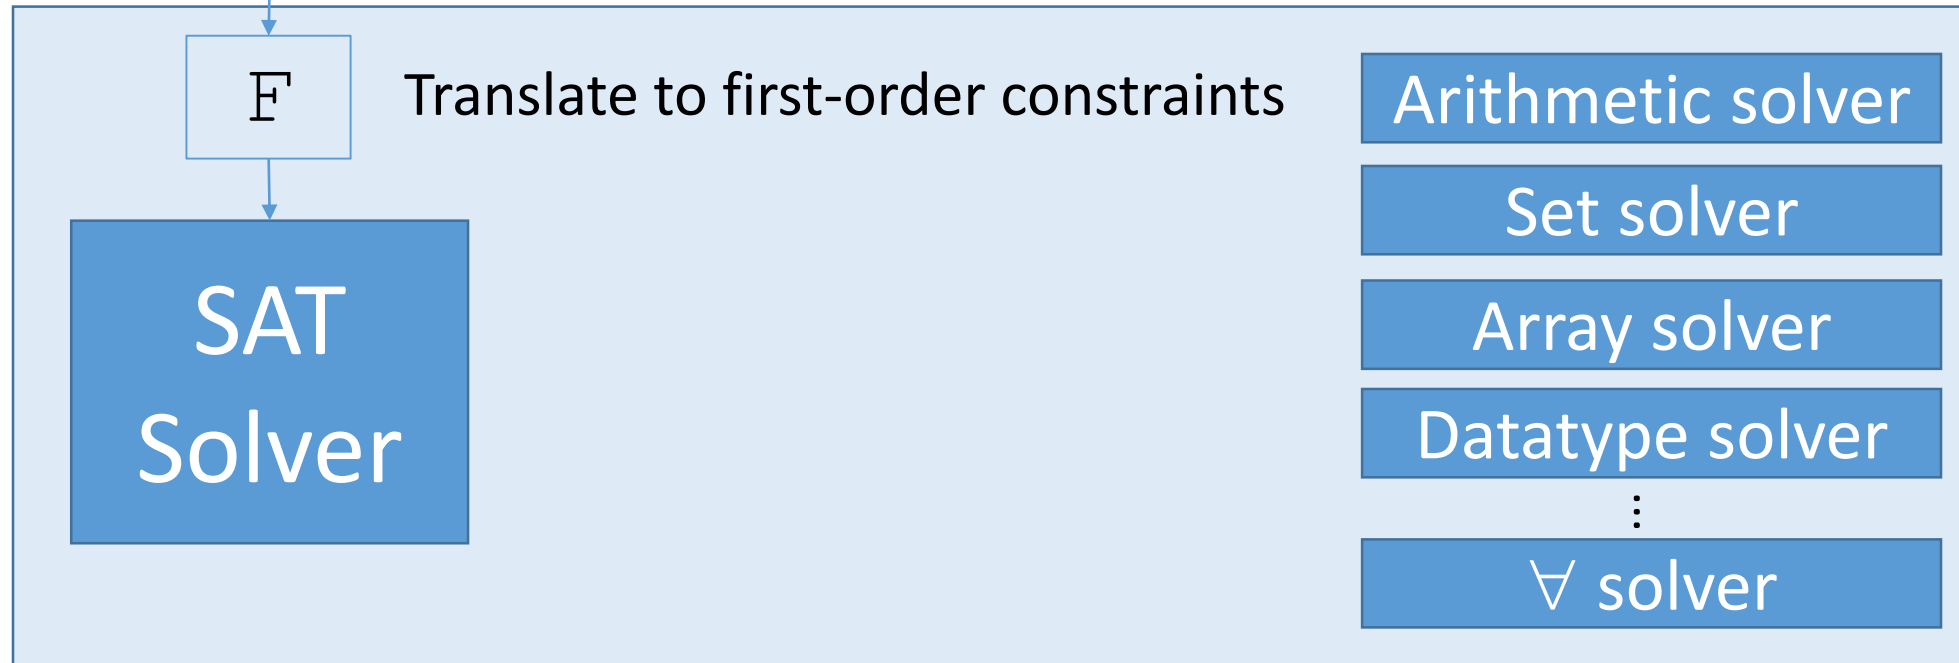 F
Translate to first-order constraints
SAT
Solver
Arithmetic solver
Set solver
Array solver
Datatype solver
⋮
∀ solver